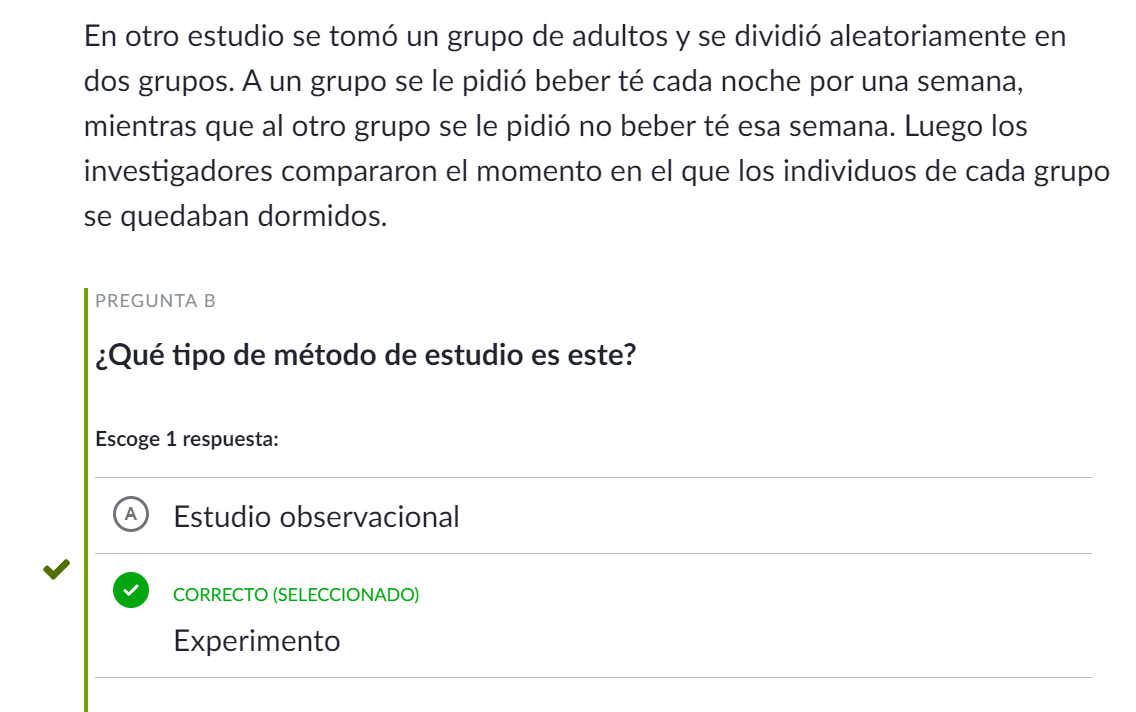 En otro estudio se tomó un grupo de adultos y se dividió aleatoriamente en
dos grupos. A un grupo se le pidió beber té cada noche por una semana,
mientras que al otro grupo se le pidió no beber té esa semana. Luego los
investigadores compararon el momento en el que los individuos de cada grupo
se quedaban dormidos.
PREGUNTA B
¿Qué tipo de método de estudio es este?
Escoge 1 respuesta:
A Estudio observacional
CORRECTO (SELECCIONADO)
Experimento